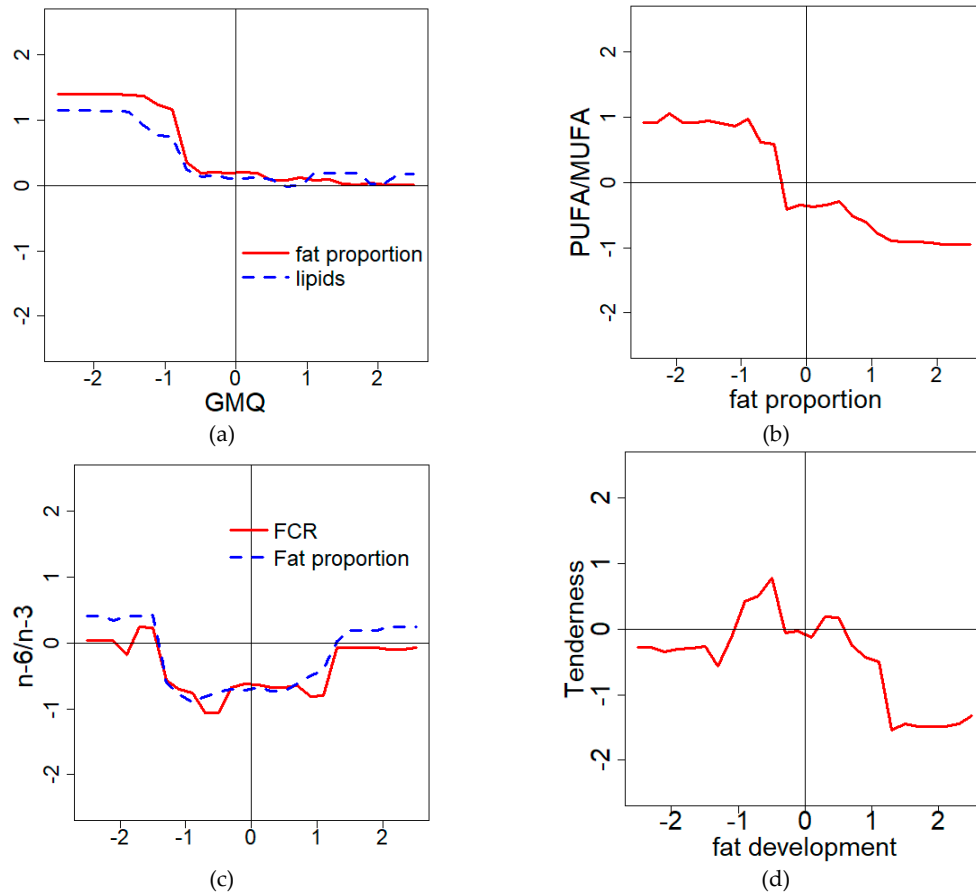 2
1
0
-1
-2
fat proportion
lipids
-2 -1 0 1 2
GMQ
(a)
PUFA/MUFA
2
1
0
-1
-2
-2 -1 0 1 2
fat proportion
(b)
n-6/n-3
2
1
0
-1
-2
FCR
Fat proportion
-2 -1 0 1 2
(c)
Tenderness
2
1
0
-1
-2
-2 -1 0 1 2
fat development
(d)